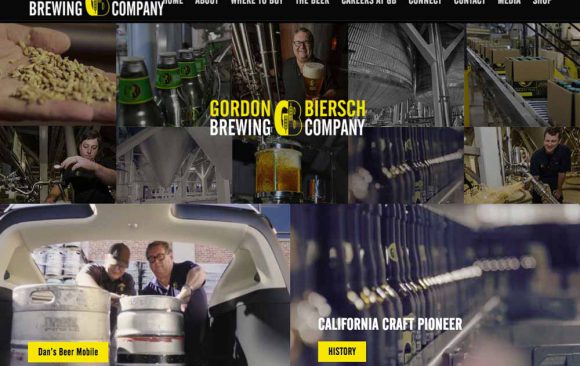 BREWING COMPANY
HOME ABOUT WHERE TO BUY THE BEER CAREERS AT GB CONNECT CONTACT MEDIA SHOP
GORDON BIERSCH
BREWING COMPANY
CALIFORNIA CRAFT PIONEER
Dan's Beer Mobile
HISTORY